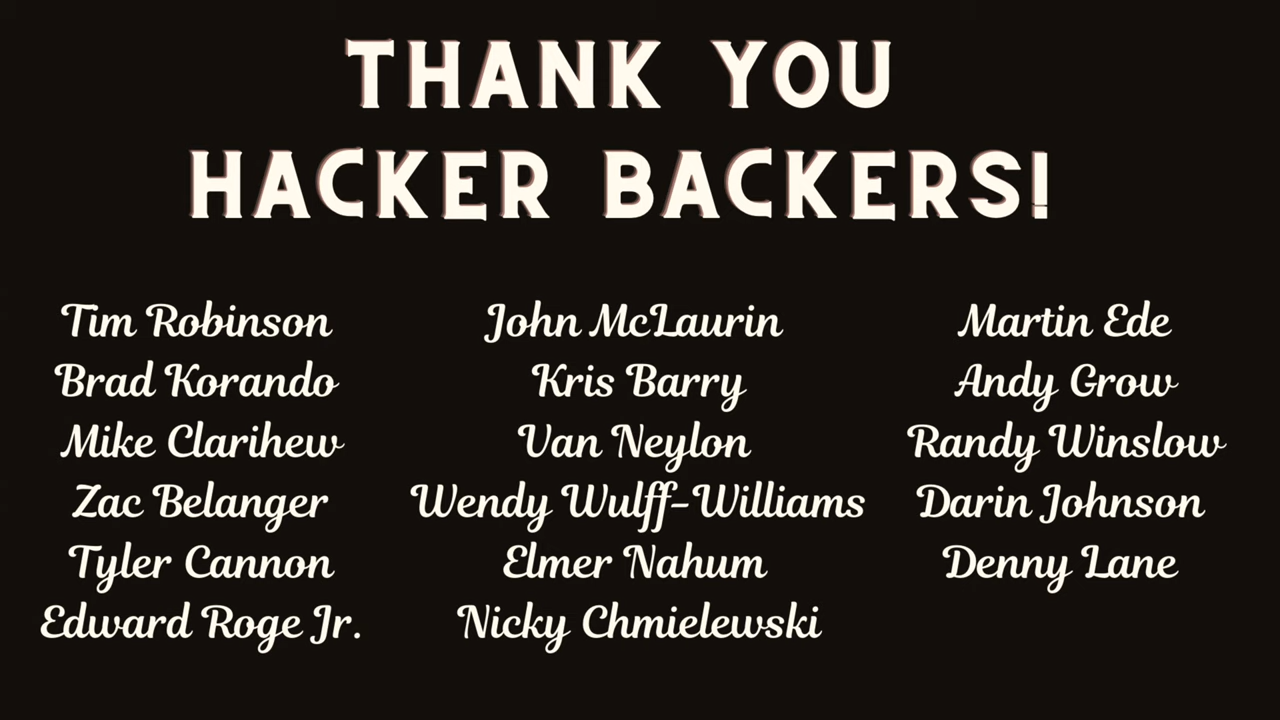 THANK YOU
HACKER BACKERS!
Tim Robinson
Brad Korando
Mike Clarihew
Zac Belanger
Tyler Cannon
Edward Roge Jr.
John McLaurin
Kris Barry
Van Neylon
Wendy Wulff-Williams
Elmer Nahum
Nicky Chmielewski
Martin Ede
Andy Grow
Randy Winslow
Darin Johnson
Denny Lane